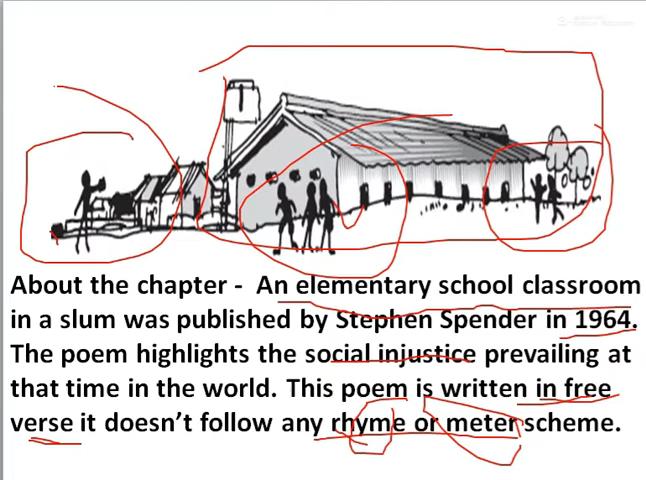 About the chapter - An elementary school classroom
in a slum was published by Stephen Spender in 1964.
The poem highlights the social injustice prevailing at
that time in the world. This poem is written in free
verse it doesn't follow any rhyme or meter scheme.